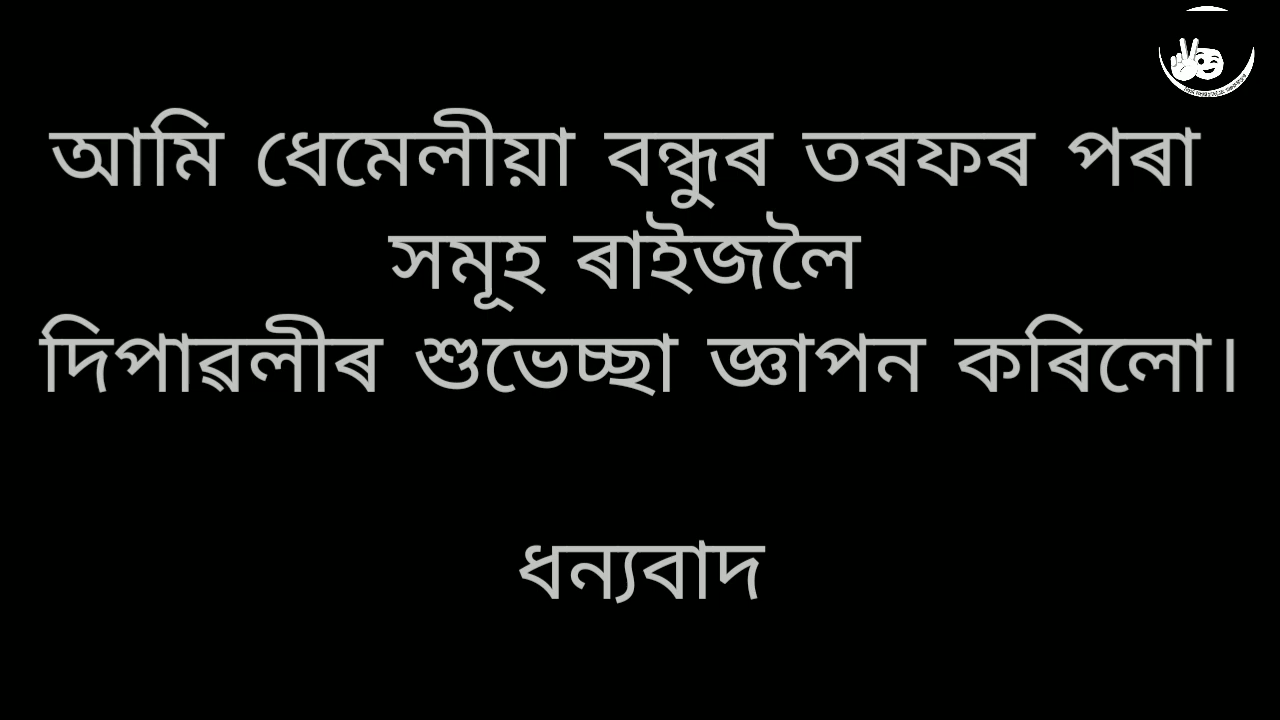 আমি ধেমেলীয়া বন্ধুৰ তৰফৰ পৰা
সমূহ ৰাইজলৈ
দিপাৱলীৰ শুভেচ্ছা জ্ঞাপন কৰিলো।
ধন্যবাদ